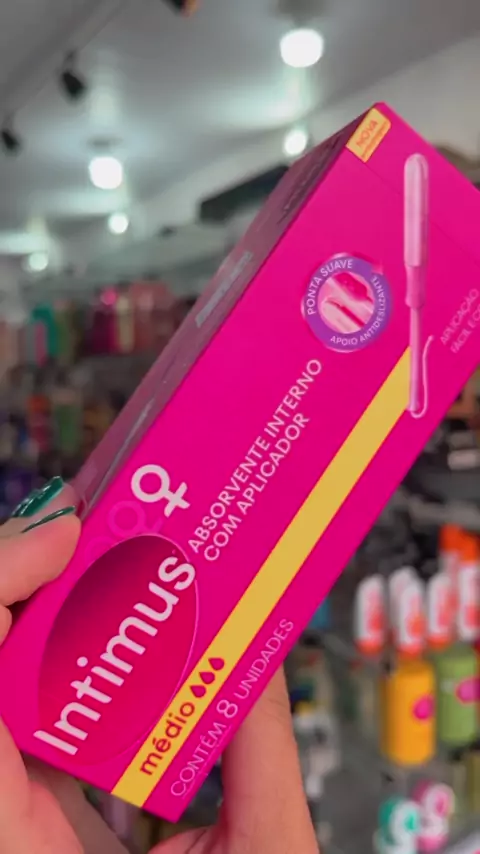 NOVA
PONTA SUAVE
APOIO ANTIDESLIZANTE
APLICAÇÃO
ABSORVENTE INTERNO
COM APLICADOR
Intimus
médio
CONTÉM 8 UNIDADES